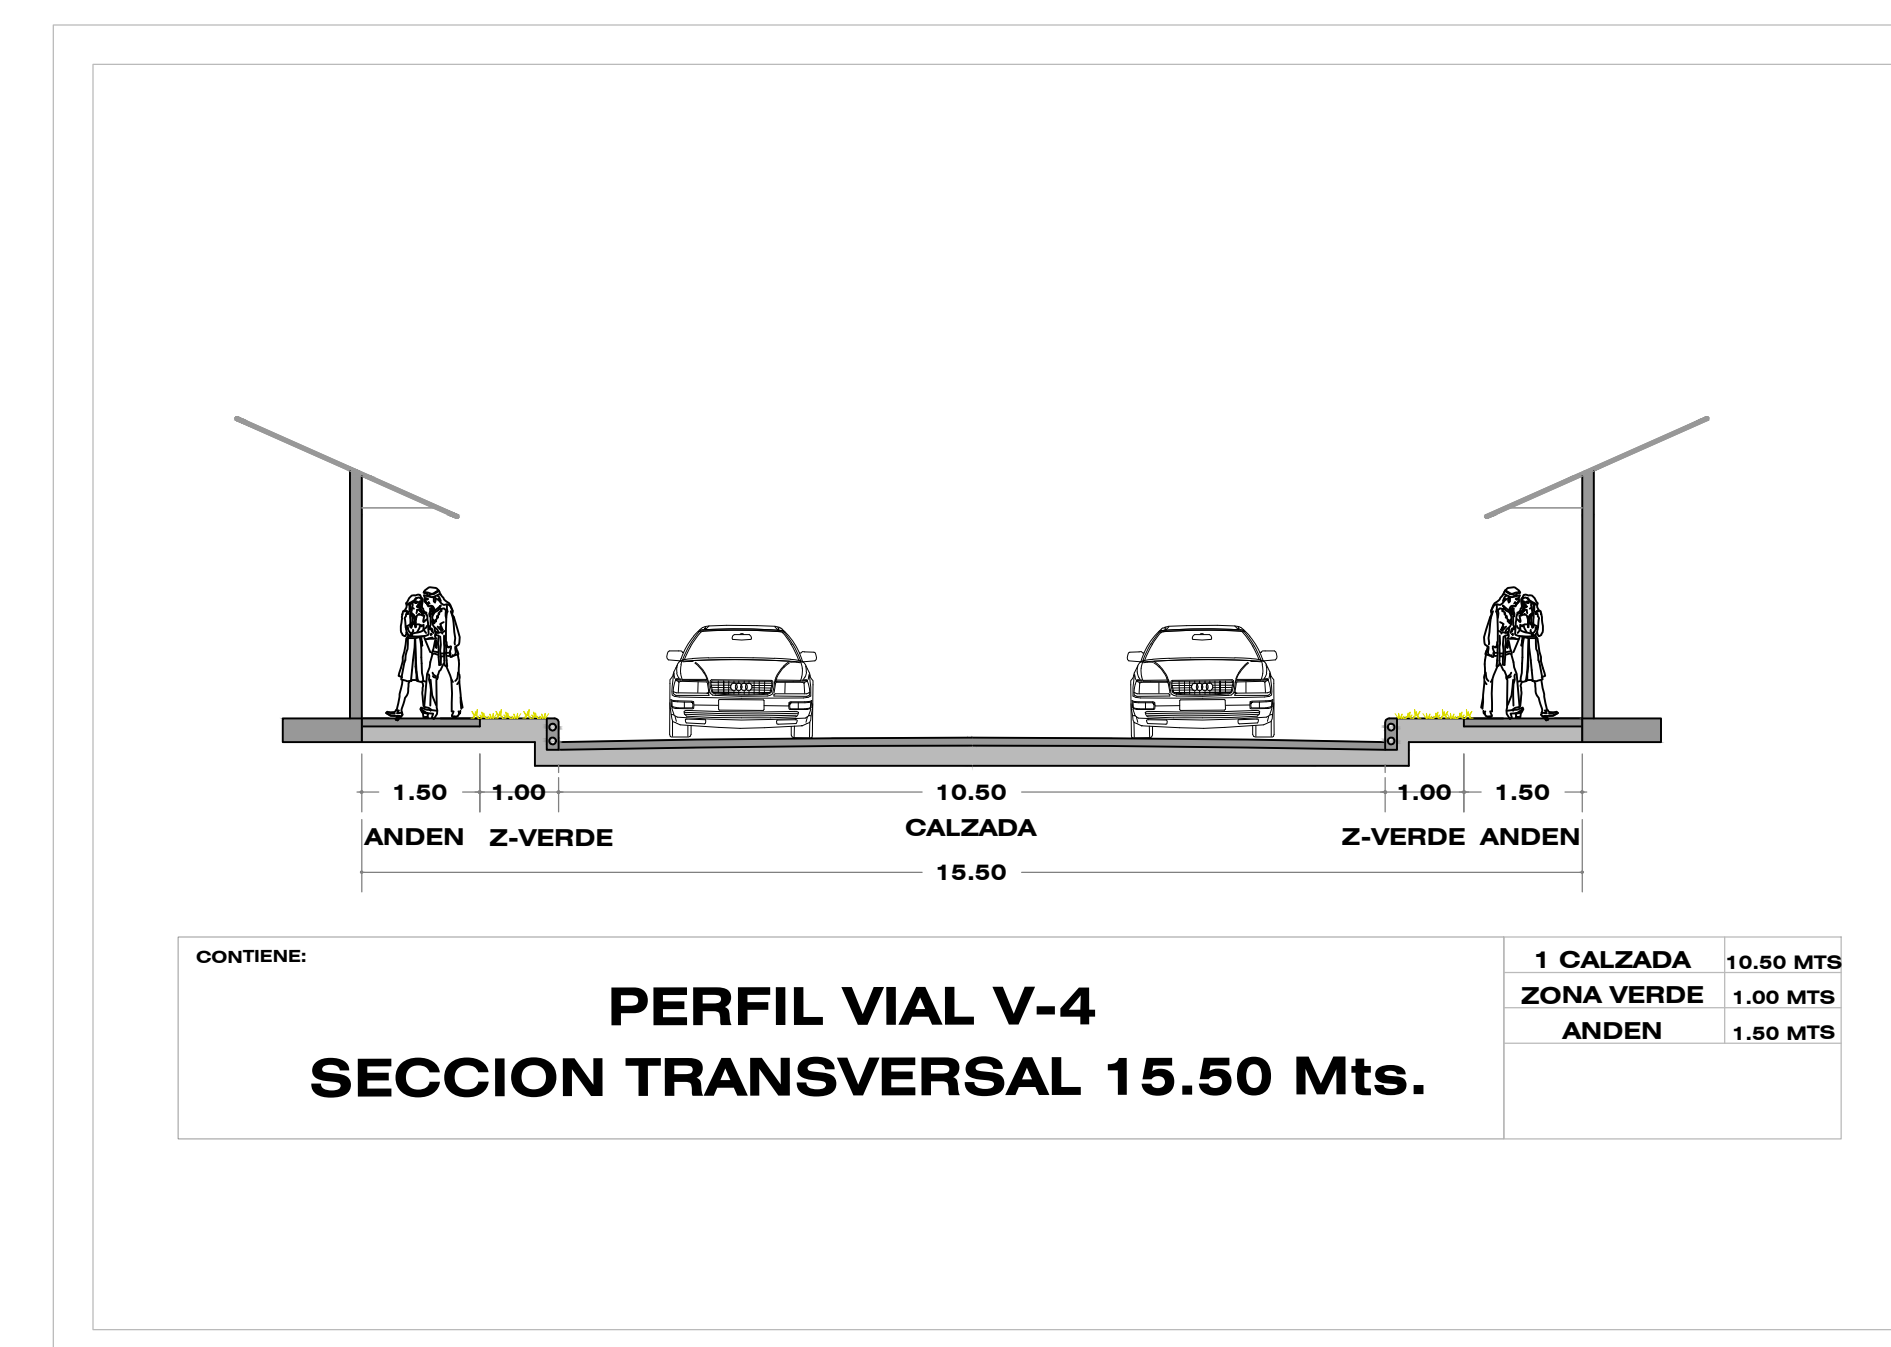 1.50 1.00 10.50 1.00 1.50
ANDEN Z-VERDE CALZADA Z-VERDE ANDEN
15.50
CONTIENE:
PERFIL VIAL V-4
SECCION TRANSVERSAL 15.50 Mts.
1 CALZADA 10.50 MTS
ZONA VERDE 1.00 MTS
ANDEN 1.50 MTS